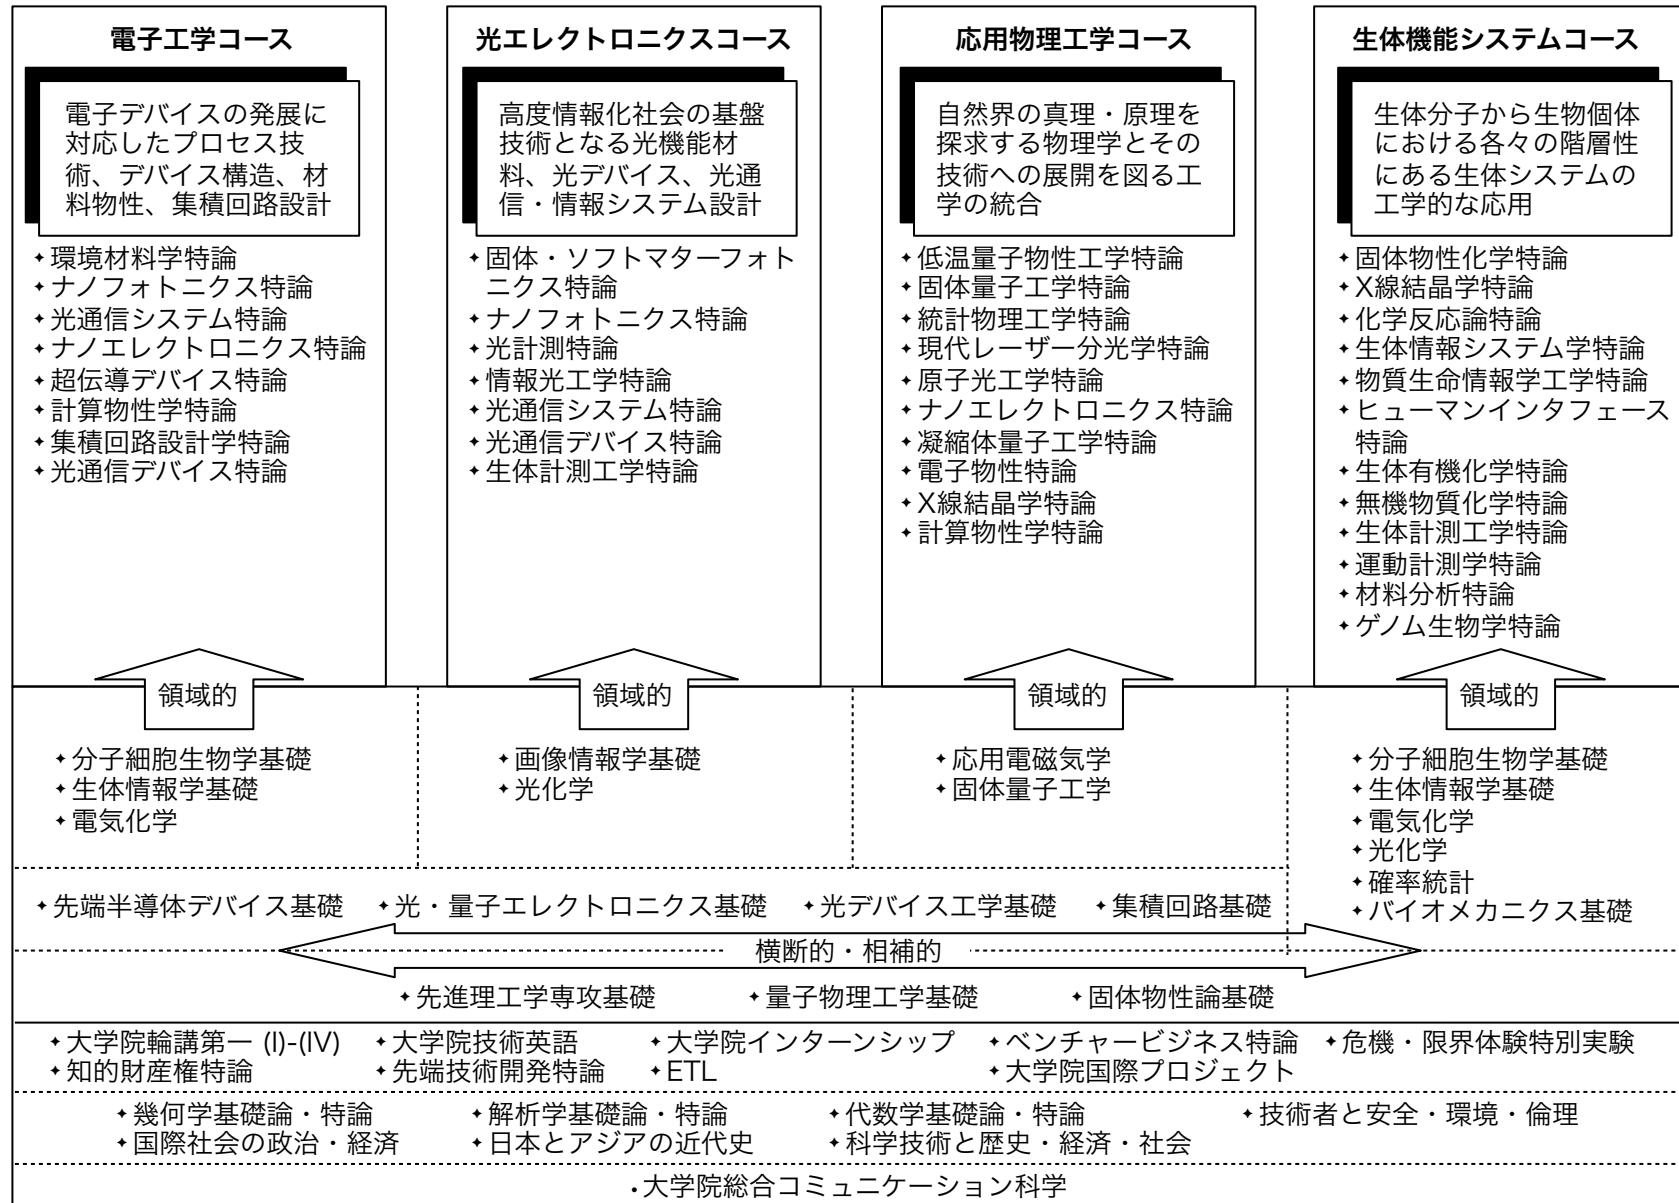 電子工学コース
電子デバイスの発展に
対応したプロセス技
術、デバイス構造、材
料物性、集積回路設計
✦環境材料学特論
✦ナノフォトニクス特論
✦光通信システム特論
✦ナノエレクトロニクス特論
✦超伝導デバイス特論
✦計算物性学特論
✦集積回路設計学特論
✦光通信デバイス特論
領域的
光エレクトロニクスコース
高度情報化社会の基盤
技術となる光機能材
料、光デバイス、光通
信・情報システム設計
✦固体・ソフトマターフォト
ニクス特論
✦ナノフォトニクス特論
✦光計測特論
✦情報光工学特論
✦光通信システム特論
✦光通信デバイス特論
✦生体計測工学特論
領域的
応用物理工学コース
自然界の真理・原理を
探求する物理学とその
技術への展開を図る工
学の統合
✦低温量子物性工学特論
✦固体量子工学特論
✦統計物理工学特論
✦現代レーザー分光学特論
✦原子光工学特論
✦ナノエレクトロニクス特論
✦凝縮体量子工学特論
✦電子物性特論
✦X線結晶学特論
✦計算物性学特論
領域的
生体機能システムコース
生体分子から生物個体
における各々の階層性
にある生体システムの
工学的な応用
✦固体物性化学特論
✦X線結晶学特論
✦化学反応論特論
✦生体情報システム学特論
✦物質生命情報学工学特論
✦ヒューマンインタフェース
特論
✦生体有機化学特論
✦無機物質化学特論
✦生体計測工学特論
✦運動計測学特論
✦材料分析特論
✦ゲノム生物学特論
領域的
✦分子細胞生物学基礎
✦生体情報学基礎
✦電気化学
✦画像情報学基礎
✦光化学
✦応用電磁気学
✦固体量子工学
✦分子細胞生物学基礎
✦生体情報学基礎
✦電気化学
✦光化学
✦確率統計
✦バイオメカニクス基礎
✦先端半導体デバイス基礎 ✦光・量子エレクトロニクス基礎 ✦光デバイス工学基礎 ✦集積回路基礎
横断的・相補的
✦先進理工学専攻基礎 ✦量子物理工学基礎 ✦固体物性論基礎
✦大学院輪講第一 (I)-(IV) ✦大学院技術英語 ✦大学院インターンシップ ✦ベンチャービジネス特論 ✦危機・限界体験特別実験
✦知的財産権特論 ✦先端技術開発特論 ✦ETL ✦大学院国際プロジェクト
✦幾何学基礎論・特論 ✦解析学基礎論・特論 ✦代数学基礎論・特論 ✦技術者と安全・環境・倫理
✦国際社会の政治・経済 ✦日本とアジアの近代史 ✦科学技術と歴史・経済・社会
・大学院総合コミュニケーション科学